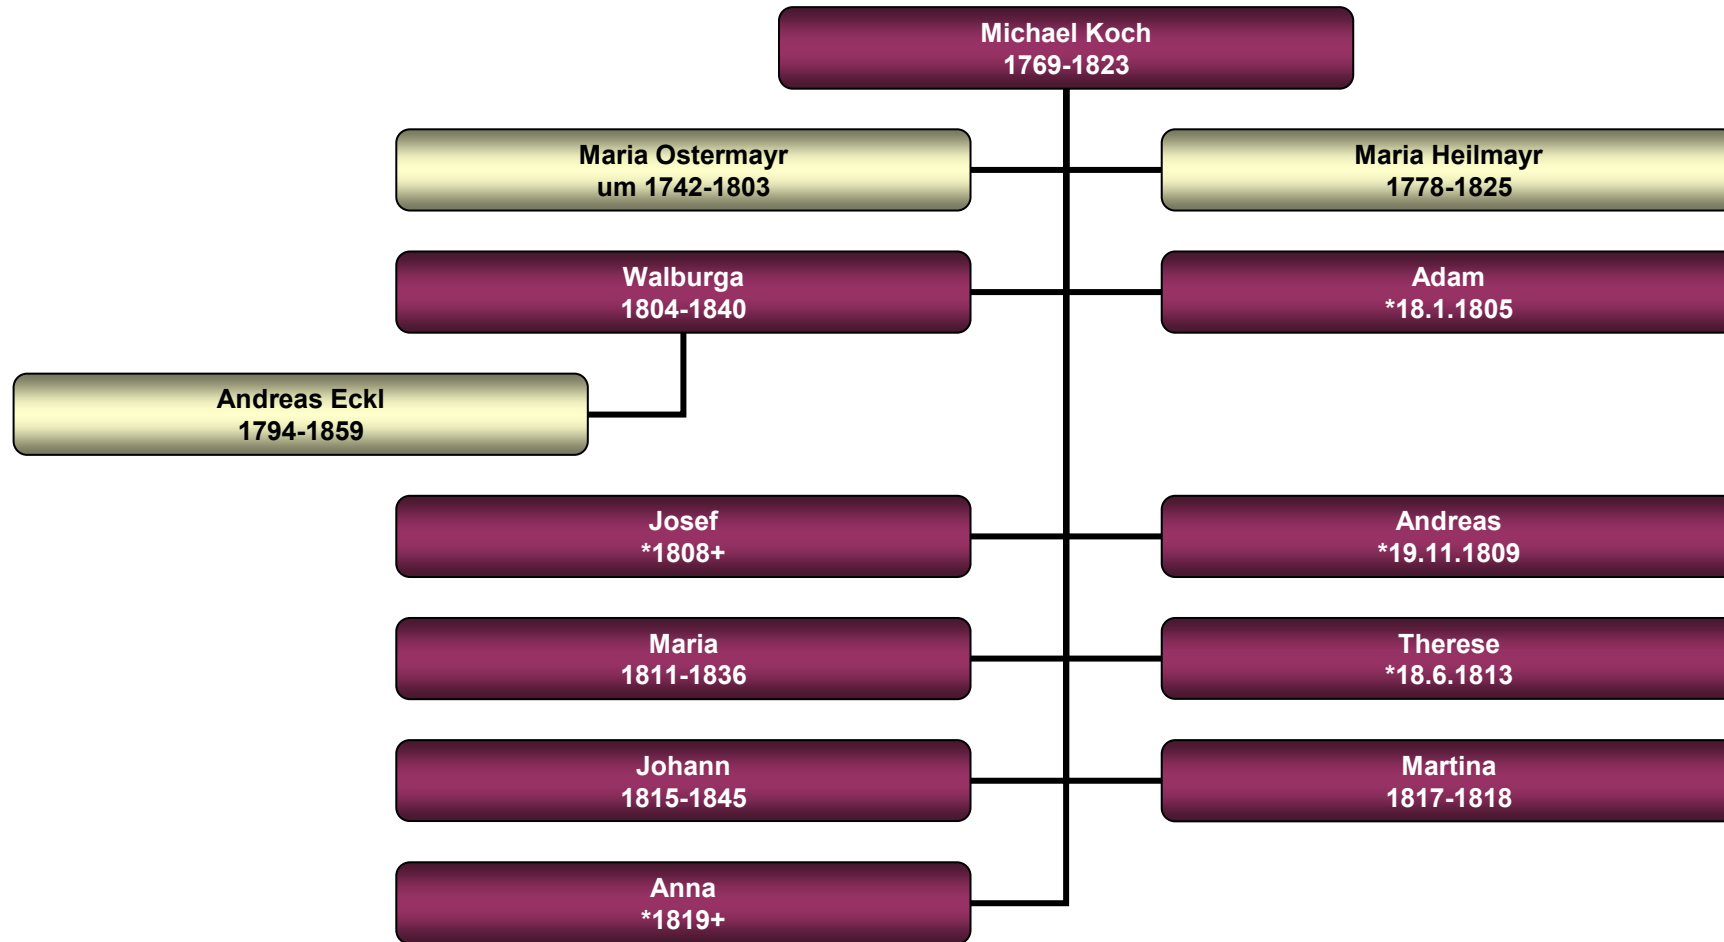 Michael Koch
1769-1823
Maria Ostermayr
um 1742-1803
Maria Heilmayr
1778-1825
Walburga
1804-1840
Adam
*18.1.1805
Andreas Eckl
1794-1859
Josef
*1808+
Andreas
*19.11.1809
Maria
1811-1836
Therese
*18.6.1813
Johann
1815-1845
Martina
1817-1818
Anna
*1819+